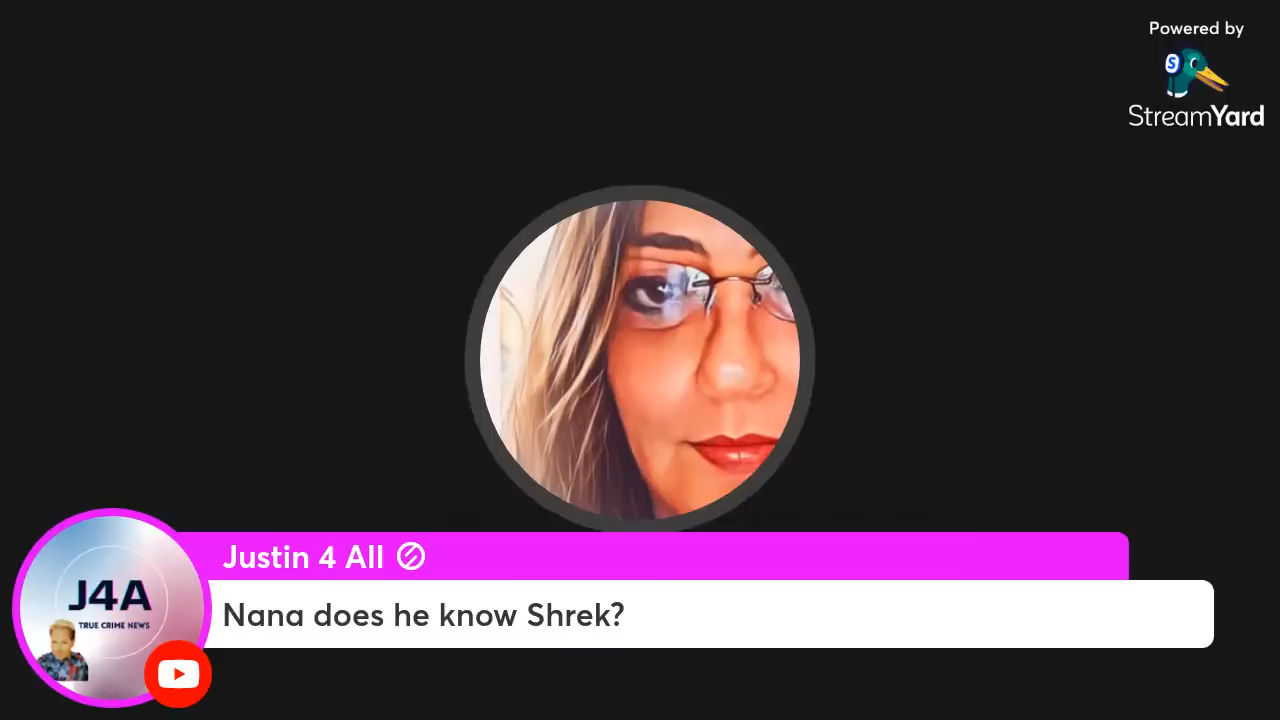 Powered by
S
StreamYard
Justin 4 All
J4A
TRUE CRIME NEWS
Nana does he know Shrek?